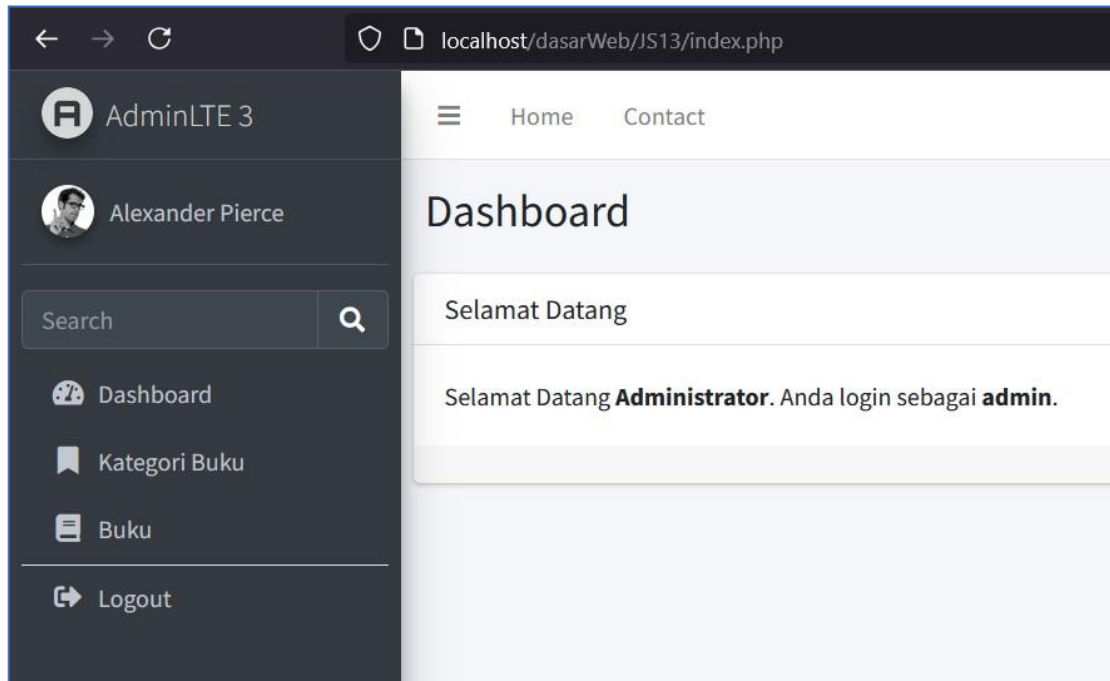 localhost/dasarWeb/JS13/index.php
AdminLTE 3
Home Contact
Alexander Pierce
Dashboard
Search
Selamat Datang
Dashboard
Selamat Datang Administrator. Anda login sebagai admin.
Kategori Buku
Buku
Logout